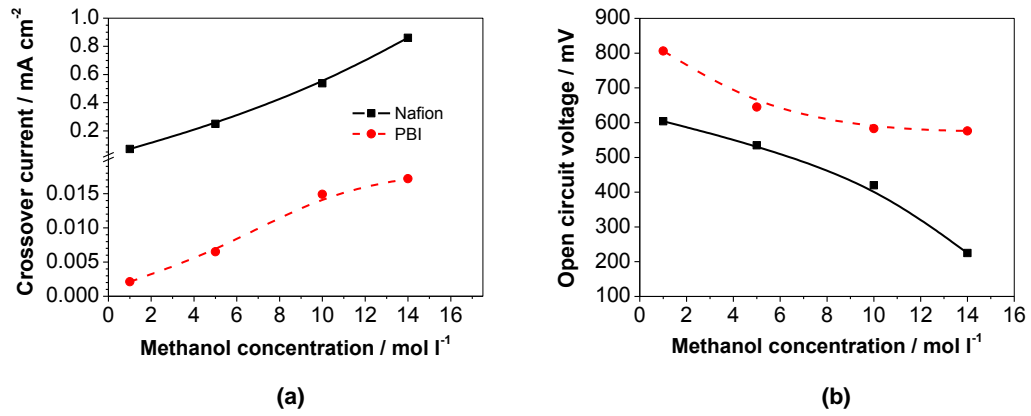 1.0
0.8
0.6
0.4
0.2
0.015
0.010
0.005
0.000
Crossover current / mA cm⁻²
Nafion
PBI
0 2 4 6 8 10 12 14 16
Methanol concentration / mol l⁻¹
(a)
900
800
700
600
500
400
300
200
100
Open circuit voltage / mV
0 2 4 6 8 10 12 14 16
Methanol concentration / mol l⁻¹
(b)